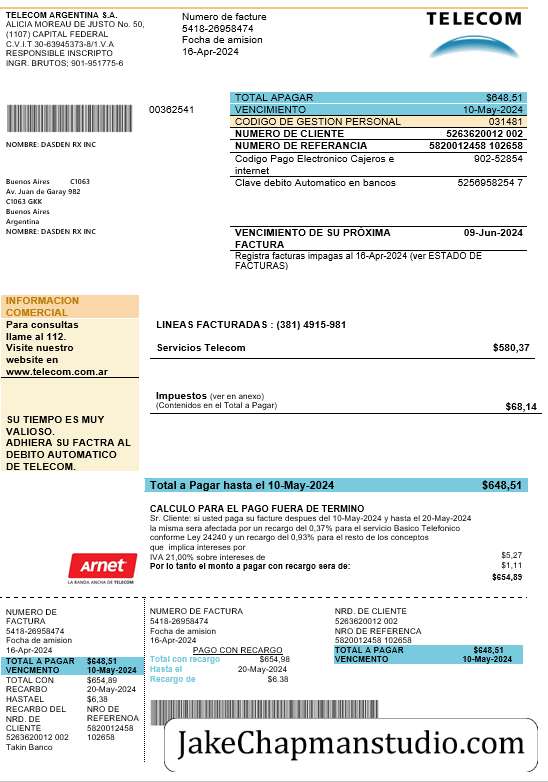 TELECOM ARGENTINA S.A.
ALICIA MOREAU DE JUSTO No. 50,
(1107) CAPITAL FEDERAL
C.V.I.T 30-63945373-8/1.V.A
RESPONSIBLE INSCRIPTO
INGR. BRUTOS; 901-951775-6
Numero de facture
5418-26958474
Focha de amision
16-Apr-2024
TELECOM
00362541
NOMBRE: DASDEN RX INC
Buenos Aires C1063
Av. Juan de Garay 982
C1063 GKK
Buenos Aires
Argentina
NOMBRE: DASDEN RX INC
TOTAL APAGAR $648,51
VENCIMIENTO 10-May-2024
CODIGO DE GESTION PERSONAL 031481
NUMERO DE CLIENTE 5263620012 002
NUMERO DE REFERANCIA 5820012458 102658
Codigo Pago Electronico Cajeros e 902-52854
internet
Clave debito Automatico en bancos 5256958254 7
VENCIMIENTO DE SU PRÓXIMA 09-Jun-2024
FACTURA
Registra facturas impagas al 16-Apr-2024 (ver ESTADO DE
FACTURAS)
INFORMACION
COMERCIAL
Para consultas
llame al 112.
Visite nuestro
website en
www.telecom.com.ar
SU TIEMPO ES MUY
VALIOSO.
ADHIERA SU FACTRA AL
DEBITO AUTOMATICO
DE TELECOM.
LINEAS FACTURADAS : (381) 4915-981
Servicios Telecom $580,37
Impuestos (ver en anexo)
(Contenidos en el Total a Pagar) $68,14
Total a Pagar hasta el 10-May-2024 $648,51
CALCULO PARA EL PAGO FUERA DE TERMINO
Sr. Cliente: si usted paga su facture despues del 10-May-2024 y hasta el 20-May-2024
la misma sera afectada por un recargo del 0,37% para el servicio Basico Telefonico
conforme Ley 24240 y un recargo del 0,93% para el resto de los conceptos
que implica intereses por
IVA 21,00% sobre intereses de $5,27
Por lo tanto el monto a pagar con recargo sera de: $1,11
$654,89
Arnet
LA BANDA ANCHA DE TELECOM
NUMERO DE
FACTURA
5418-26958474
Focha de amision
16-Apr-2024
TOTAL A PAGAR $648,51
VENCMIENTO 10-May-2024
TOTAL CON $654,89
RECARBO 20-May-2024
HASTAEL $6,38
RECARBO DEL NRO DE
NRD. DE REFERENOA
CLIENTE 5820012458
5263620012 002 102658
Takin Banco
NUMERO DE FACTURA
5418-26958474
Focha de amision
16-Apr-2024
PAGO CON RECARGO
Total con recargo $654,98
Hasta el 20-May-2024
Recargo de $6.38
NRD. DE CLIENTE
5263620012 002
NRO DE REFERENCA
5820012458 102658
TOTAL A PAGAR $648,51
VENCMENTO 10-May-2024
JakeChapmanstudio.com